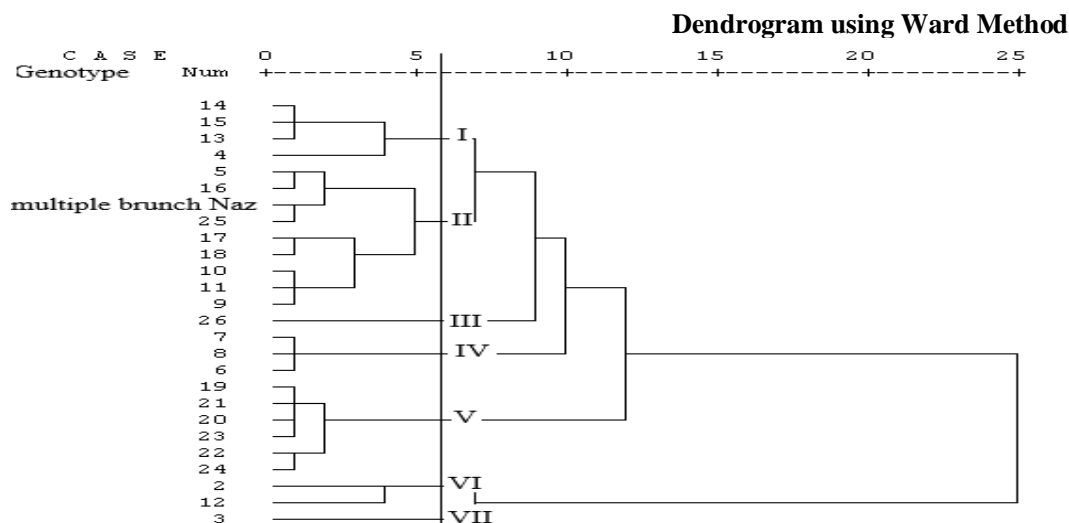 Dendrogram using Ward Method
C A S E 0 5 10 15 20 25
Genotype Num +---------+---------+---------+---------+---------+
14
15
13 I
4
5
16
multiple brunch Naz
25 II
17
18
10
11
9
26 III
7
8 IV
6
19
21
20 V
23
22
24
2 VI
12
3 VII